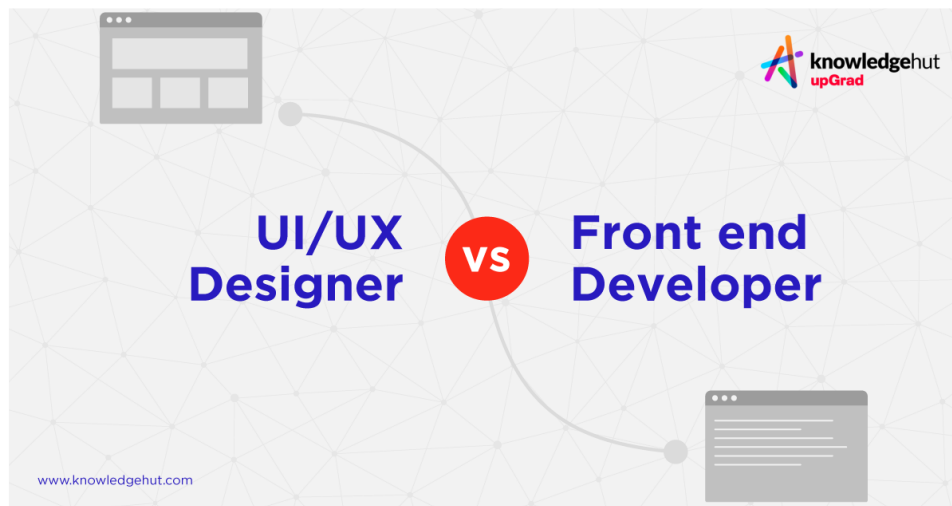 knowledgehut
upGrad
UI/UX
Designer
VS
Front end
Developer
www.knowledgehut.com